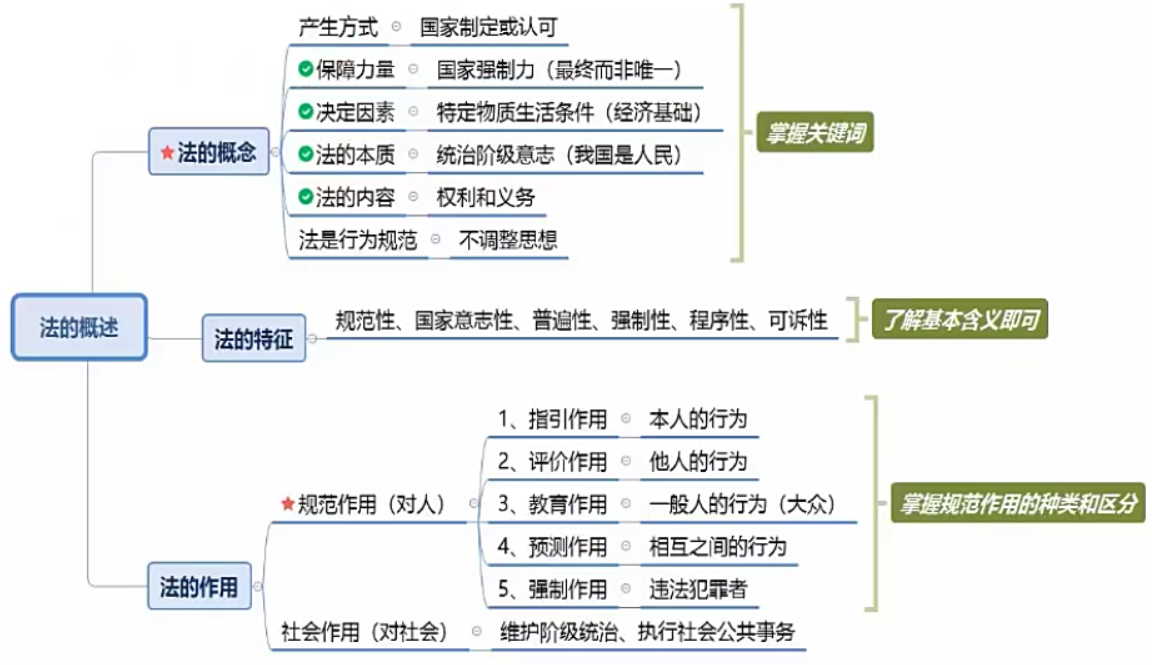 产生方式 国家制定或认可
保障力量 国家强制力（最终而非唯一）
决定因素 特定物质生活条件（经济基础）
掌握关键词
法的概念
法的本质 统治阶级意志（我国是人民）
法的内容 权利和义务
法是行为规范 不调整思想
法的概述
法的特征
规范性、国家意志性、普遍性、强制性、程序性、可诉性
了解基本含义即可
1、指引作用 本人的行为
2、评价作用 他人的行为
规范作用（对人）
3、教育作用 一般人的行为（大众）
掌握规范作用的种类和区分
4、预测作用 相互之间的行为
法的作用
5、强制作用 违法犯罪者
社会作用（对社会） 维护阶级统治、执行社会公共事务